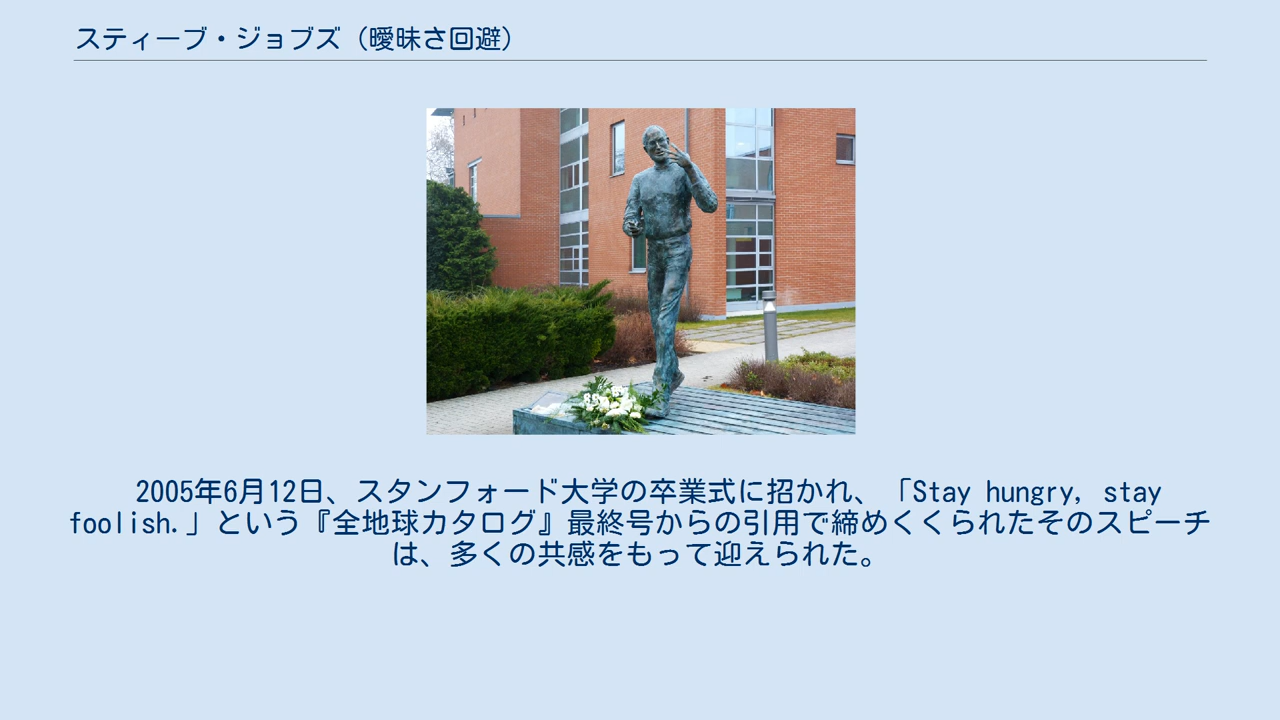 スティーブ・ジョブズ（曖昧さ回避）
2005年6月12日、スタンフォード大学の卒業式に招かれ、「Stay hungry, stay
foolish.」という『全地球カタログ』最終号からの引用で締めくくられたそのスピーチ
は、多くの共感をもって迎えられた。